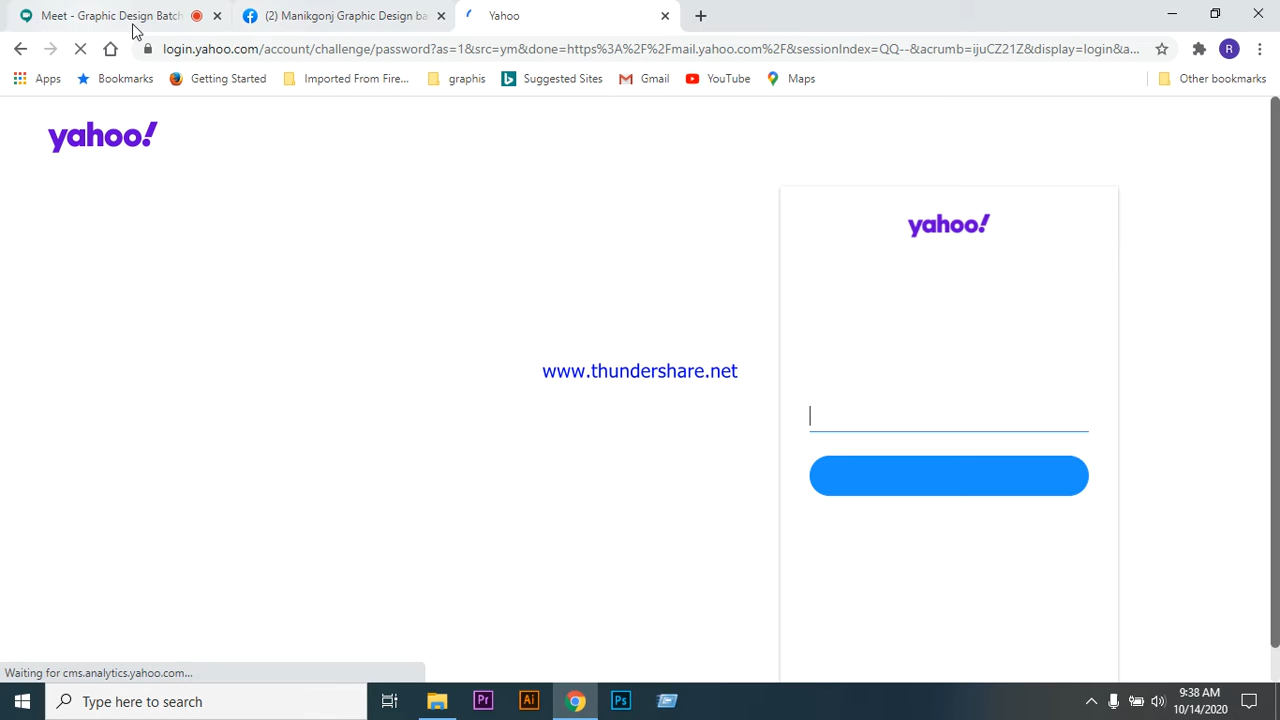 Meet - Graphic Design Batch
(2) Manikgonj Graphic Design ba
Yahoo
login.yahoo.com/account/challenge/password?as=1&src=ym&done=https%3A%2F%2Fmail.yahoo.com%2F&sessionIndex=QQ--&acrumb=ijuCZ21Z&display=login&a...
R
Apps
Bookmarks
Getting Started
Imported From Fire...
graphis
Suggested Sites
Gmail
YouTube
Maps
Other bookmarks
yahoo!
yahoo!
www.thundershare.net
Waiting for cms.analytics.yahoo.com...
Type here to search
Pr
Ai
Ps
9:38 AM
10/14/2020